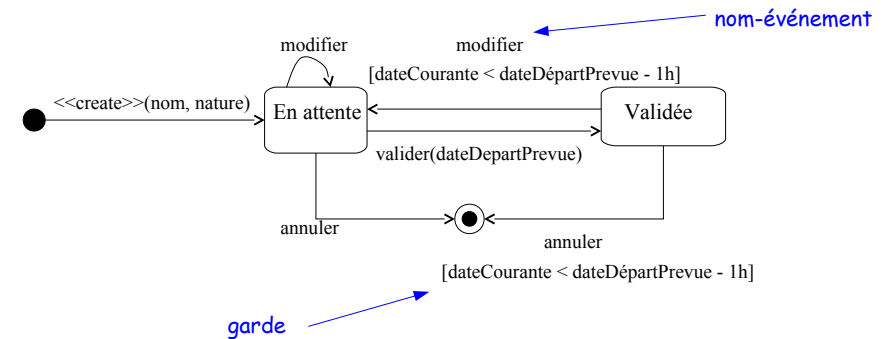 nom-événement
modifier
modifier
[dateCourante < dateDépartPrevue - 1h]
<<create>>(nom, nature)
En attente
Validée
valider(dateDepartPrevue)
annuler
annuler
[dateCourante < dateDépartPrevue - 1h]
garde